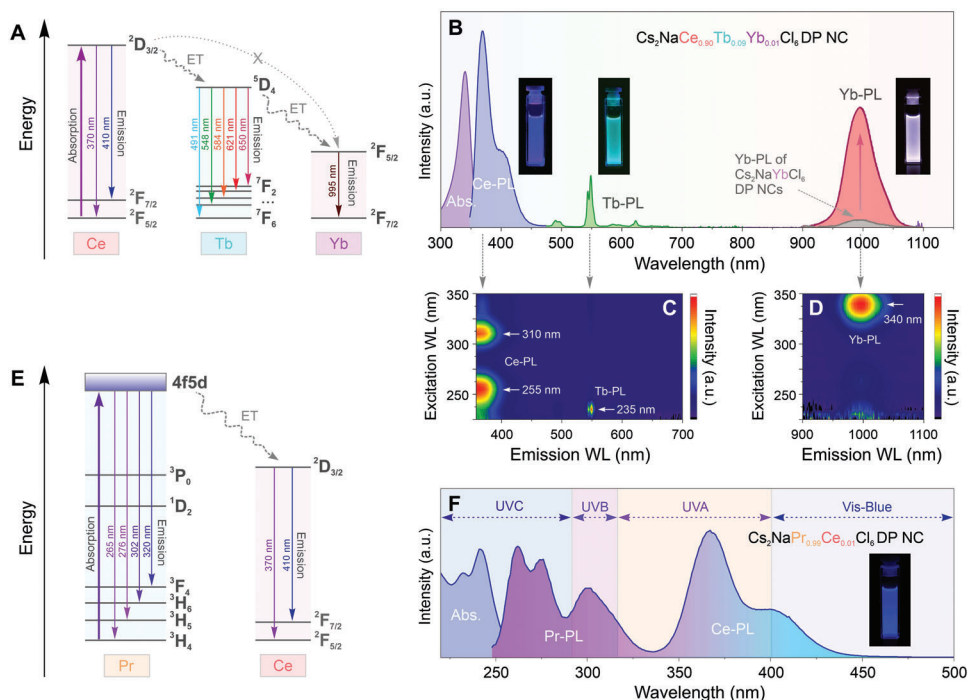 A
Energy
²D₃/₂
X
ET
⁵D₄
ET
Absorption
370 nm
410 nm
Emission
491 nm
548 nm
584 nm
621 nm
650 nm
Emission
²F₅/₂
995 nm
Emission
⁷F₂
...
²F₇/₂
²F₅/₂
⁷F₆
²F₇/₂
Ce
Tb
Yb
B
Cs₂NaCe₀.₉₀Tb₀.₀₉Yb₀.₀₁Cl₆ DP NC
Intensity (a.u.)
Yb-PL
Yb-PL of
Cs₂NaYbCl₆
DP NCs
Ce-PL
Abs.
Tb-PL
300 400 500 600 700 800 900 1000 1100
Wavelength (nm)
C
Excitation WL (nm)
350
300
250
310 nm
Ce-PL
255 nm
Tb-PL
235 nm
Intensity (a.u.)
400 500 600 700
Emission WL (nm)
D
Excitation WL (nm)
350
300
250
340 nm
Yb-PL
Intensity (a.u.)
900 1000 1100
Emission WL (nm)
E
Energy
4f5d
ET
³P₀
¹D₂
²D₃/₂
Absorption
265 nm
276 nm
302 nm
320 nm
Emission
370 nm
410 nm
Emission
³F₄
³H₆
³H₅
³H₄
²F₇/₂
²F₅/₂
Pr
Ce
F
UVC UVB UVA Vis-Blue
Cs₂NaPr₀.₉₉Ce₀.₀₁Cl₆ DP NC
Intensity (a.u.)
Abs.
Pr-PL
Ce-PL
250 300 350 400 450 500
Wavelength (nm)